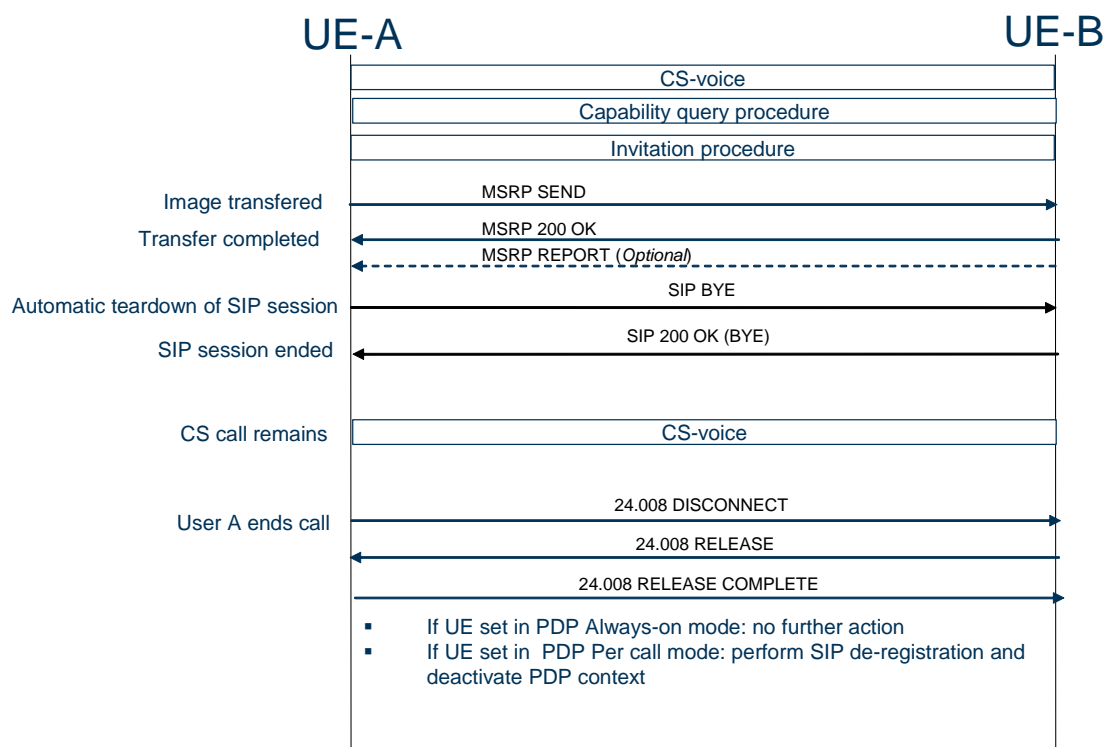 UE-A
UE-B
CS-voice
Capability query procedure
Invitation procedure
Image transfered
MSRP SEND
Transfer completed
MSRP 200 OK
MSRP REPORT (Optional)
Automatic teardown of SIP session
SIP BYE
SIP session ended
SIP 200 OK (BYE)
CS call remains
CS-voice
User A ends call
24.008 DISCONNECT
24.008 RELEASE
24.008 RELEASE COMPLETE
▪ If UE set in PDP Always-on mode: no further action
▪ If UE set in PDP Per call mode: perform SIP de-registration and
deactivate PDP context